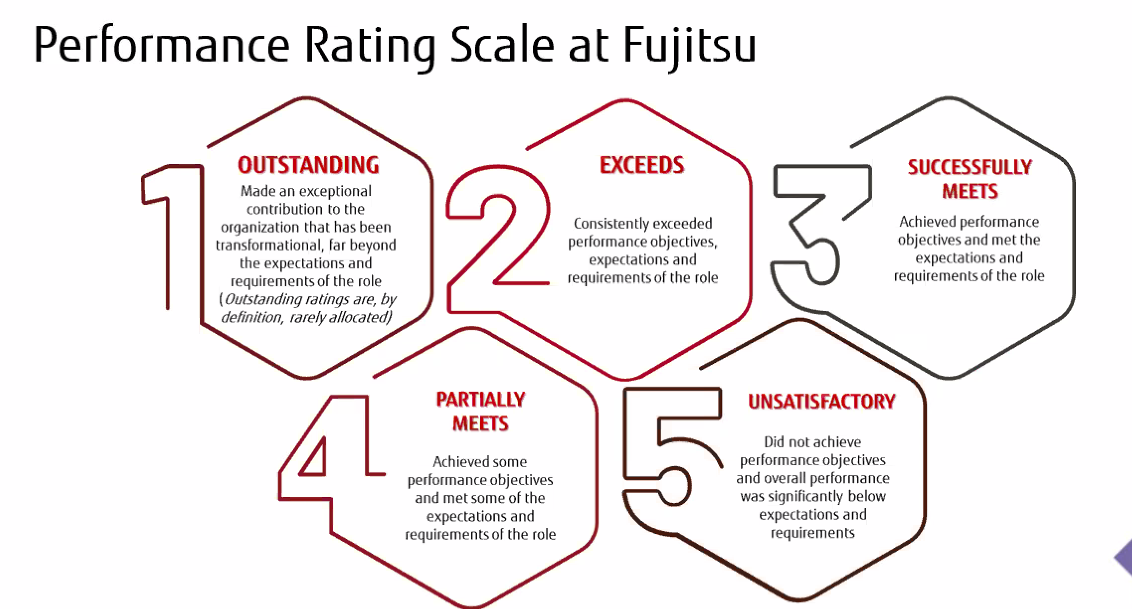 Performance Rating Scale at Fujitsu
1
OUTSTANDING
Made an exceptional
contribution to the
organization that has been
transformational, far beyond
the expectations and
requirements of the role
(Outstanding ratings are, by
definition, rarely allocated)
2
EXCEEDS
Consistently exceeded
performance objectives,
expectations and
requirements of the role
3
SUCCESSFULLY
MEETS
Achieved performance
objectives and met the
expectations and
requirements of the role
4
PARTIALLY
MEETS
Achieved some
performance objectives
and met some of the
expectations and
requirements of the role
5
UNSATISFACTORY
Did not achieve
performance objectives
and overall performance
was significantly below
expectations and
requirements